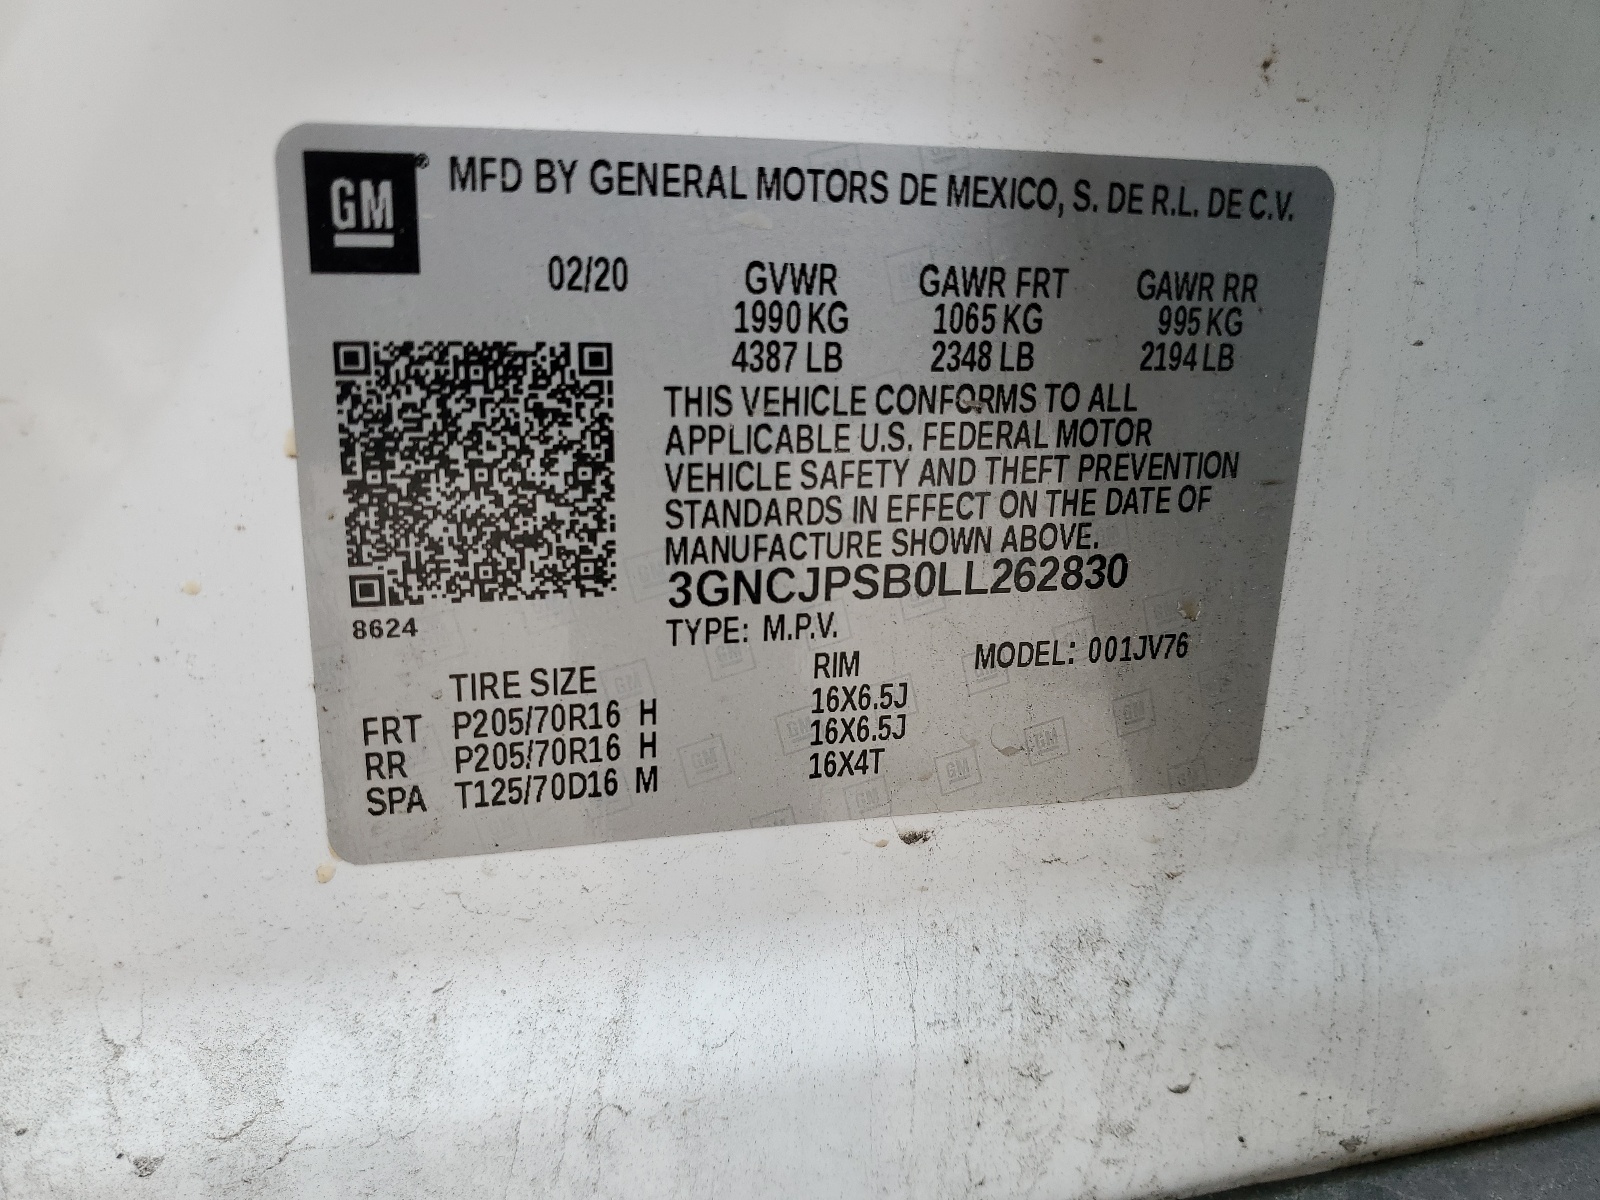 GM® MFD BY GENERAL MOTORS DE MEXICO, S. DE R.L. DE C.V.
02/20 GVWR GAWR FRT GAWR RR
1990 KG 1065 KG 995 KG
4387 LB 2348 LB 2194 LB
THIS VEHICLE CONFORMS TO ALL
APPLICABLE U.S. FEDERAL MOTOR
VEHICLE SAFETY AND THEFT PREVENTION
STANDARDS IN EFFECT ON THE DATE OF
MANUFACTURE SHOWN ABOVE.
3GNCJPSB0LL262830
8624
TYPE: M.P.V. MODEL: 001JV76
TIRE SIZE RIM
FRT P205/70R16 H 16X6.5J
RR P205/70R16 H 16X6.5J
SPA T125/70D16 M 16X4T